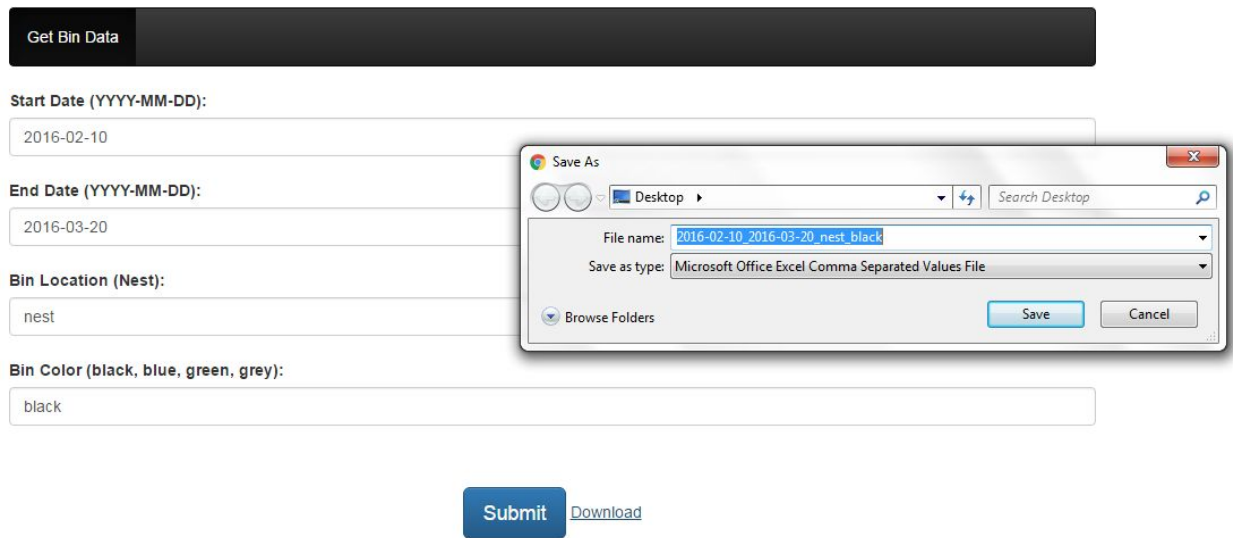 Get Bin Data
Start Date (YYYY-MM-DD):
2016-02-10
End Date (YYYY-MM-DD):
2016-03-20
Bin Location (Nest):
nest
Bin Color (black, blue, green, grey):
black
Submit Download
Save As
Desktop
Search Desktop
File name: 2016-02-10_2016-03-20_nest_black
Save as type: Microsoft Office Excel Comma Separated Values File
Browse Folders Save Cancel